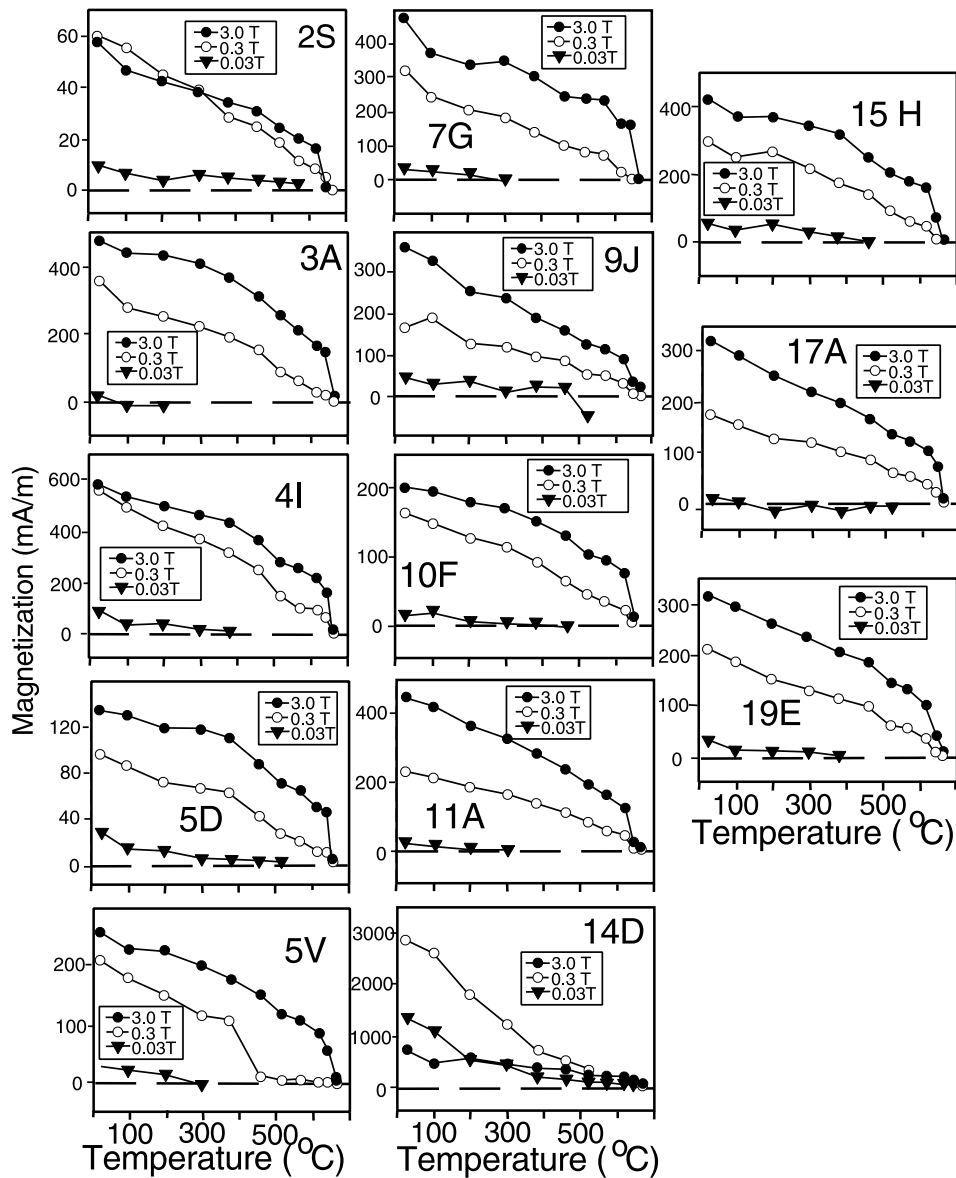 2S
3.0 T
0.3 T
0.03T
60
40
20
0
7G
3.0 T
0.3 T
0.03T
400
300
200
100
0
15 H
3.0 T
0.3 T
0.03T
400
200
0
3A
3.0 T
0.3 T
0.03T
400
200
0
9J
3.0 T
0.3 T
0.03T
300
200
100
0
17A
3.0 T
0.3 T
0.03T
300
200
100
0
4I
3.0 T
0.3 T
0.03T
600
400
200
0
10F
3.0 T
0.3 T
0.03T
200
100
0
19E
3.0 T
0.3 T
0.03T
300
200
100
0
100 300 500
Temperature (°C)
5D
3.0 T
0.3 T
0.03T
120
80
40
0
11A
3.0 T
0.3 T
0.03T
400
200
0
5V
3.0 T
0.3 T
0.03T
200
100
0
100 300 500
Temperature (°C)
14D
3.0 T
0.3 T
0.03T
3000
2000
1000
0
100 300 500
Temperature (°C)
Magnetization (mA/m)